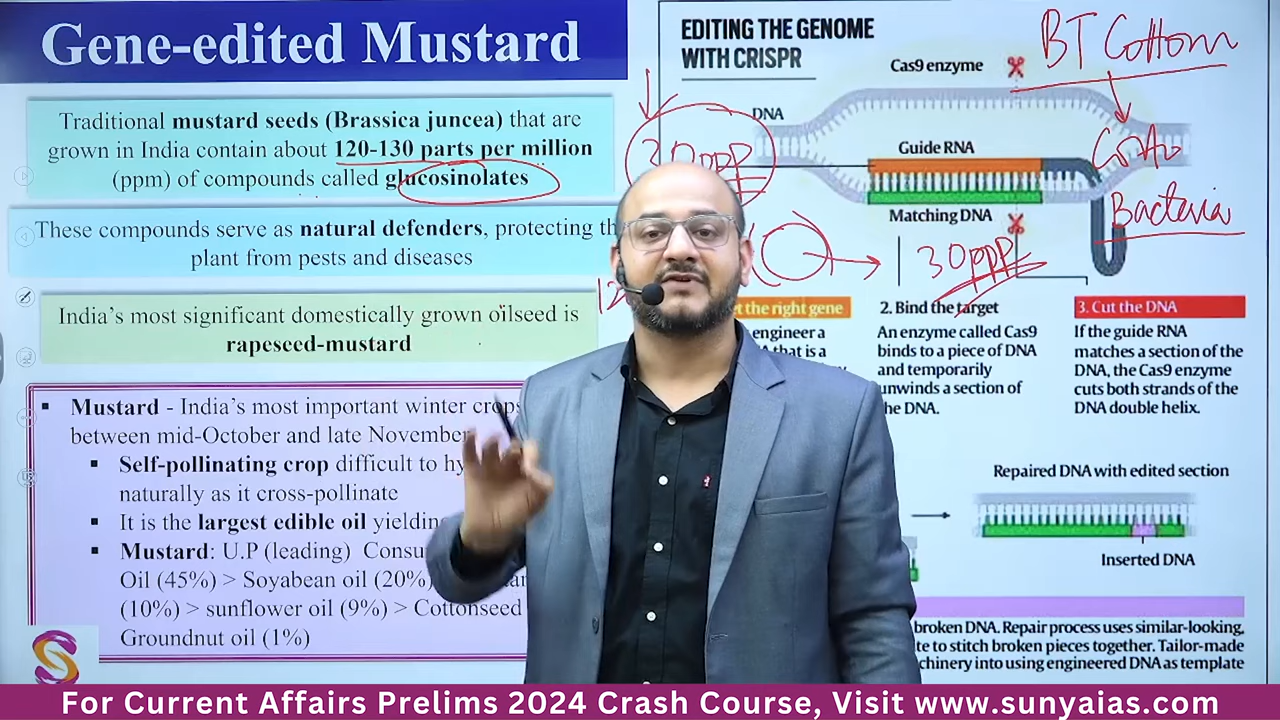 Gene-edited Mustard
Traditional mustard seeds (Brassica juncea) that are
grown in India contain about 120-130 parts per million
(ppm) of compounds called glucosinolates
These compounds serve as natural defenders, protecting th
plant from pests and diseases
India's most significant domestically grown oilseed is
rapeseed-mustard
▪ Mustard - India's most important winter crops
between mid-October and late November
▪ Self-pollinating crop difficult to hy
naturally as it cross-pollinate
▪ It is the largest edible oil yielding
▪ Mustard: U.P (leading) Consu
Oil (45%) > Soyabean oil (20%)
(10%) > sunflower oil (9%) > Cottonseed
Groundnut oil (1%)
EDITING THE GENOME
WITH CRISPR
BT Cotton
Cas9 enzyme
DNA
Guide RNA
Matching DNA
Bacteria
et the right gene
engineer a
A that is a
2. Bind the target
An enzyme called Cas9
binds to a piece of DNA
and temporarily
unwinds a section of
he DNA.
3. Cut the DNA
If the guide RNA
matches a section of the
DNA, the Cas9 enzyme
cuts both strands of the
DNA double helix.
Repaired DNA with edited section
Inserted DNA
broken DNA. Repair process uses similar-looking,
te to stitch broken pieces together. Tailor-made
chinery into using engineered DNA as template
For Current Affairs Prelims 2024 Crash Course, Visit www.sunyaias.com